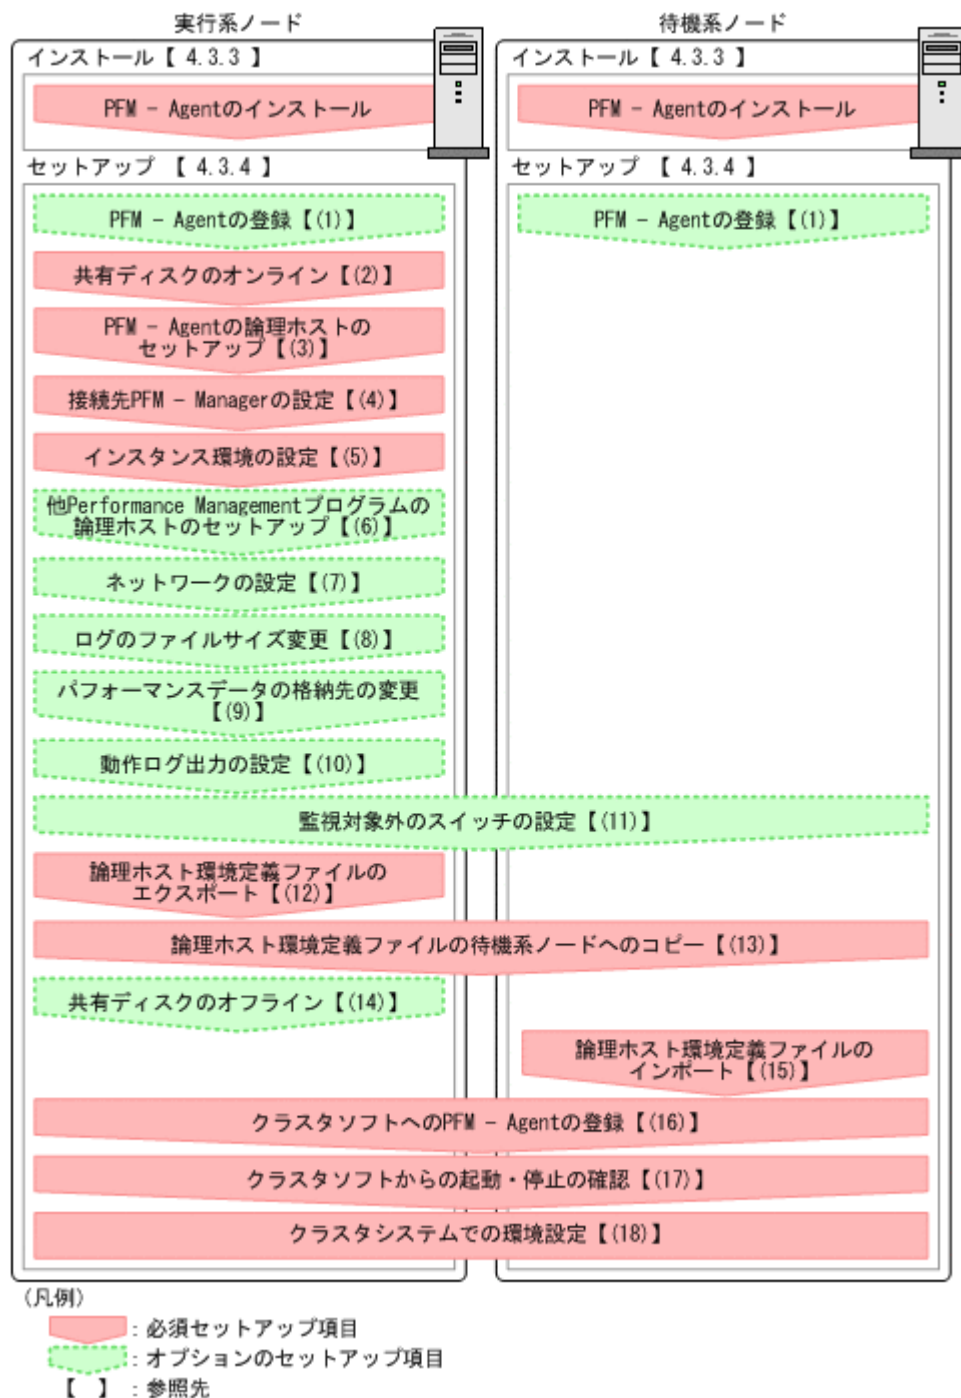 実行系ノード
待機系ノード
インストール【 4.3.3 】
インストール【 4.3.3 】
PFM − Agentのインストール
PFM − Agentのインストール
セットアップ 【 4.3.4 】
セットアップ 【 4.3.4 】
PFM − Agentの登録【(1)】
PFM − Agentの登録【(1)】
共有ディスクのオンライン【(2)】
PFM − Agentの論理ホストの
セットアップ【(3)】
接続先PFM − Managerの設定【(4)】
インスタンス環境の設定【(5)】
他Performance Managementプログラムの
論理ホストのセットアップ【(6)】
ネットワークの設定【(7)】
ログのファイルサイズ変更【(8)】
パフォーマンスデータの格納先の変更
【(9)】
動作ログ出力の設定【(10)】
監視対象外のスイッチの設定【(11)】
論理ホスト環境定義ファイルの
エクスポート【(12)】
論理ホスト環境定義ファイルの待機系ノードへのコピー【(13)】
共有ディスクのオフライン【(14)】
論理ホスト環境定義ファイルの
インポート【(15)】
クラスタソフトへのPFM − Agentの登録【(16)】
クラスタソフトからの起動・停止の確認【(17)】
クラスタシステムでの環境設定【(18)】
(凡例)
：必須セットアップ項目
：オプションのセットアップ項目
【　】：参照先